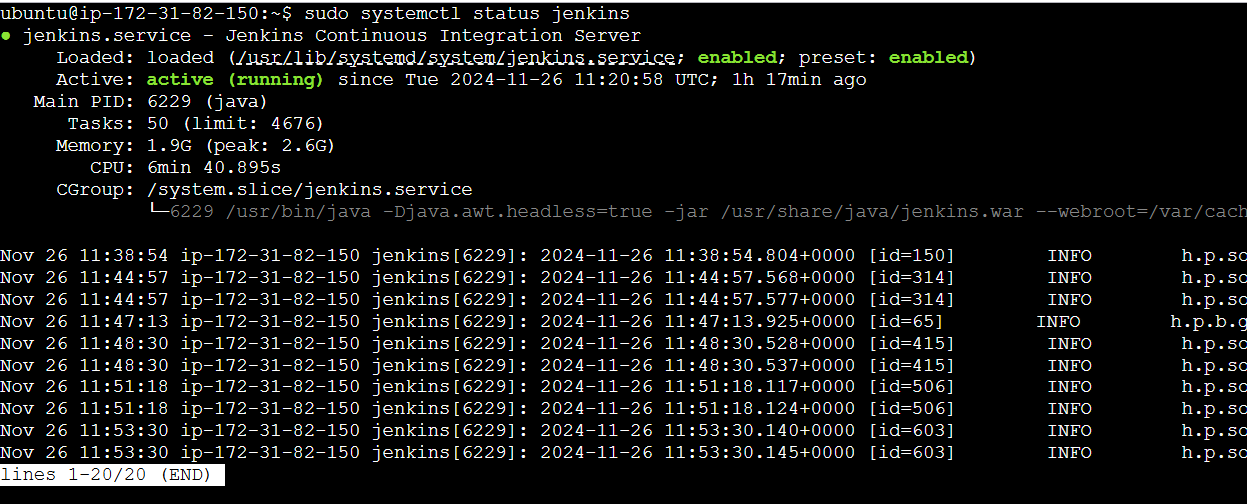 ubuntu@ip-172-31-82-150:~$ sudo systemctl status jenkins
● jenkins.service - Jenkins Continuous Integration Server
     Loaded: loaded (/usr/lib/systemd/system/jenkins.service; enabled; preset: enabled)
     Active: active (running) since Tue 2024-11-26 11:20:58 UTC; 1h 17min ago
   Main PID: 6229 (java)
      Tasks: 50 (limit: 4676)
     Memory: 1.9G (peak: 2.6G)
        CPU: 6min 40.895s
     CGroup: /system.slice/jenkins.service
             └─6229 /usr/bin/java -Djava.awt.headless=true -jar /usr/share/java/jenkins.war --webroot=/var/cach
Nov 26 11:38:54 ip-172-31-82-150 jenkins[6229]: 2024-11-26 11:38:54.804+0000 [id=150]        INFO        h.p.sc
Nov 26 11:44:57 ip-172-31-82-150 jenkins[6229]: 2024-11-26 11:44:57.568+0000 [id=314]        INFO        h.p.sc
Nov 26 11:44:57 ip-172-31-82-150 jenkins[6229]: 2024-11-26 11:44:57.577+0000 [id=314]        INFO        h.p.sc
Nov 26 11:47:13 ip-172-31-82-150 jenkins[6229]: 2024-11-26 11:47:13.925+0000 [id=65]        INFO        h.p.b.g
Nov 26 11:48:30 ip-172-31-82-150 jenkins[6229]: 2024-11-26 11:48:30.528+0000 [id=415]        INFO        h.p.sc
Nov 26 11:48:30 ip-172-31-82-150 jenkins[6229]: 2024-11-26 11:48:30.537+0000 [id=415]        INFO        h.p.sc
Nov 26 11:51:18 ip-172-31-82-150 jenkins[6229]: 2024-11-26 11:51:18.117+0000 [id=506]        INFO        h.p.sc
Nov 26 11:51:18 ip-172-31-82-150 jenkins[6229]: 2024-11-26 11:51:18.124+0000 [id=506]        INFO        h.p.sc
Nov 26 11:53:30 ip-172-31-82-150 jenkins[6229]: 2024-11-26 11:53:30.140+0000 [id=603]        INFO        h.p.sc
Nov 26 11:53:30 ip-172-31-82-150 jenkins[6229]: 2024-11-26 11:53:30.145+0000 [id=603]        INFO        h.p.sc
lines 1-20/20 (END)